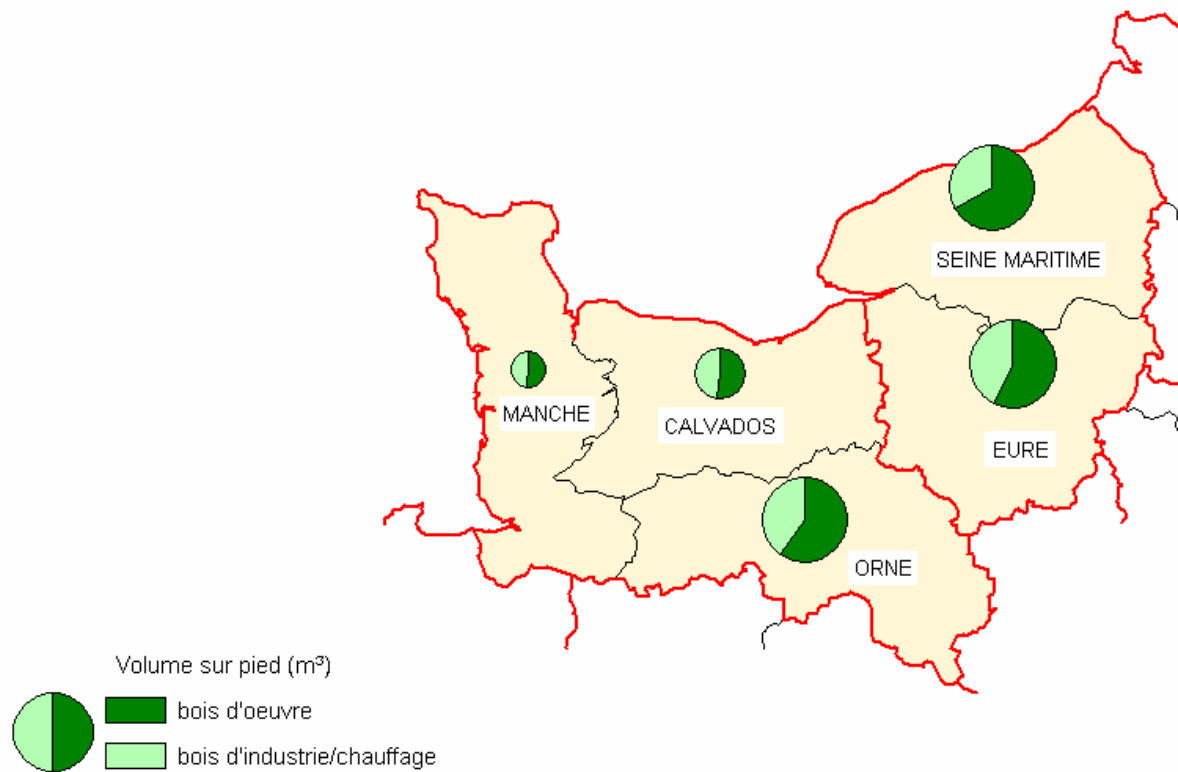 SEINE MARITIME
MANCHE
CALVADOS
EURE
ORNE
Volume sur pied (m³)
bois d'oeuvre
bois d'industrie/chauffage